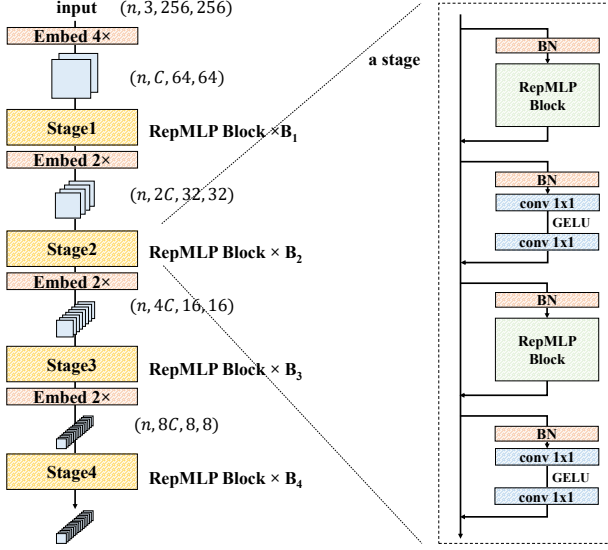 input (n, 3, 256, 256)
Embed 4×
(n, C, 64, 64)
Stage1
RepMLP Block ×B₁
Embed 2×
(n, 2C, 32, 32)
Stage2
RepMLP Block × B₂
Embed 2×
(n, 4C, 16, 16)
Stage3
RepMLP Block × B₃
Embed 2×
(n, 8C, 8, 8)
Stage4
RepMLP Block × B₄
a stage
BN
RepMLP
Block
BN
conv 1x1
GELU
conv 1x1
BN
RepMLP
Block
BN
conv 1x1
GELU
conv 1x1